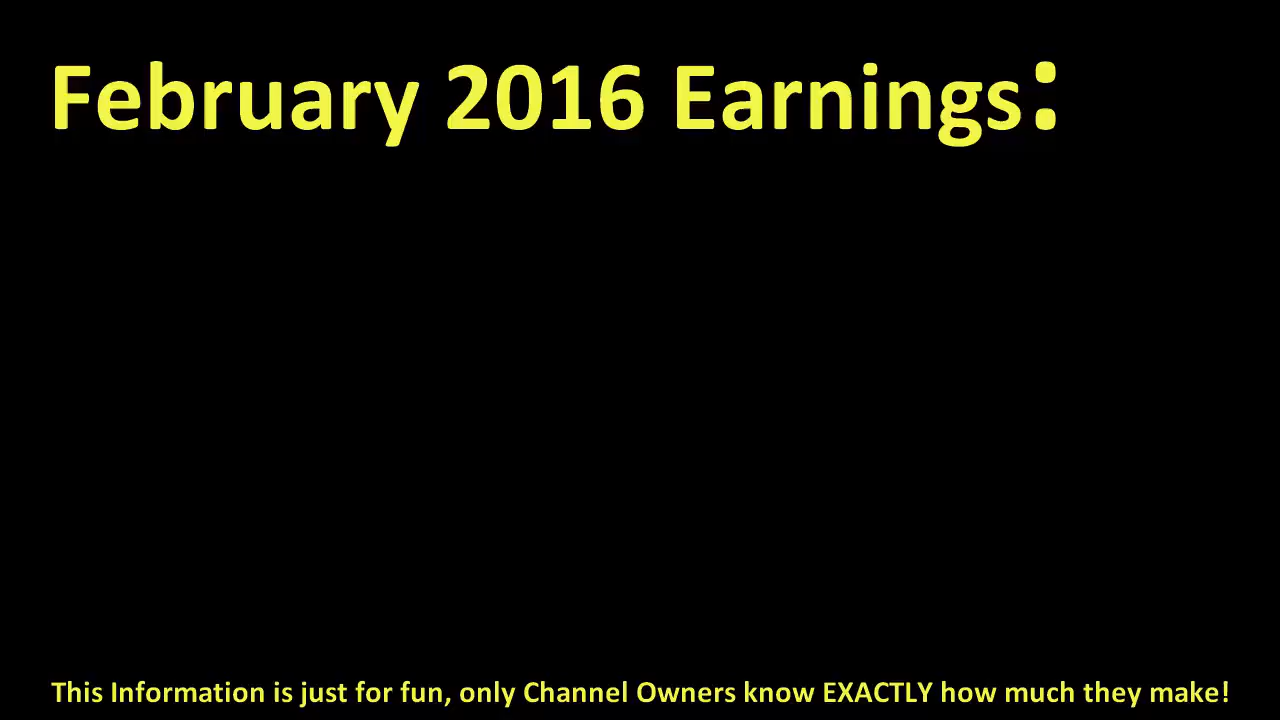 February 2016 Earnings:
This Information is just for fun, only Channel Owners know EXACTLY how much they make!